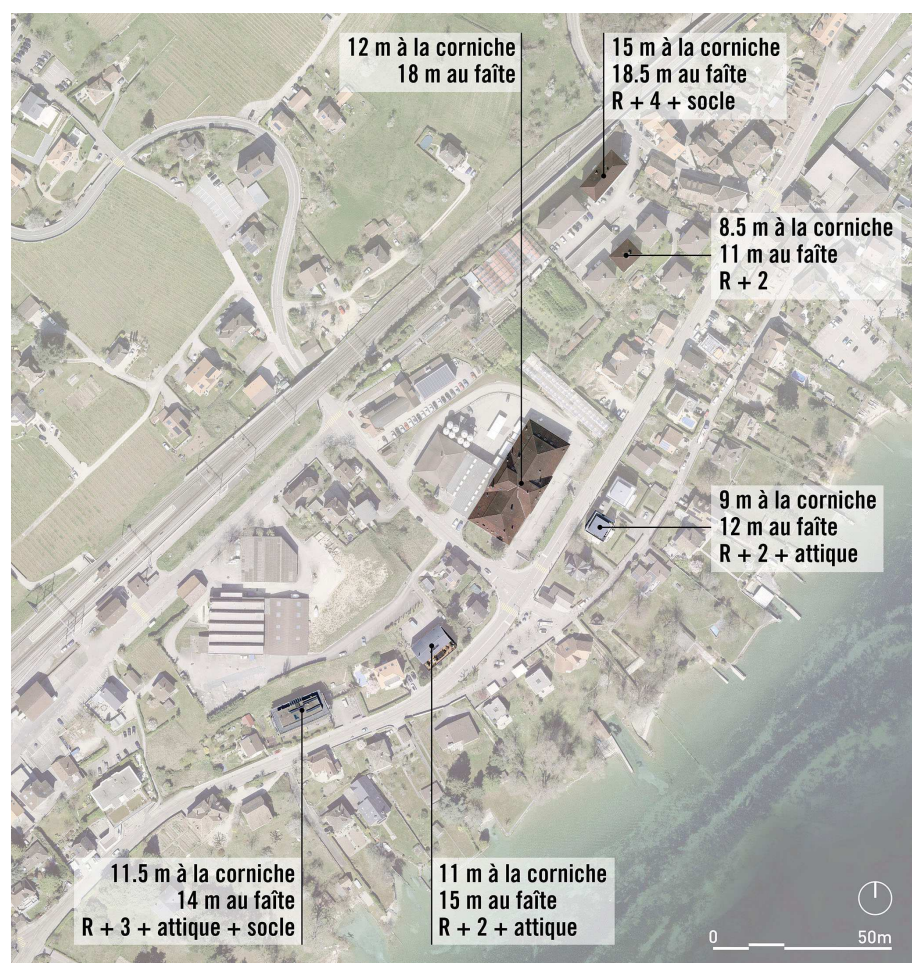 12 m à la corniche
18 m au faîte
15 m à la corniche
18.5 m au faîte
R + 4 + socle
8.5 m à la corniche
11 m au faîte
R + 2
9 m à la corniche
12 m au faîte
R + 2 + attique
11.5 m à la corniche
14 m au faîte
R + 3 + attique + socle
11 m à la corniche
15 m au faîte
R + 2 + attique
0 50m